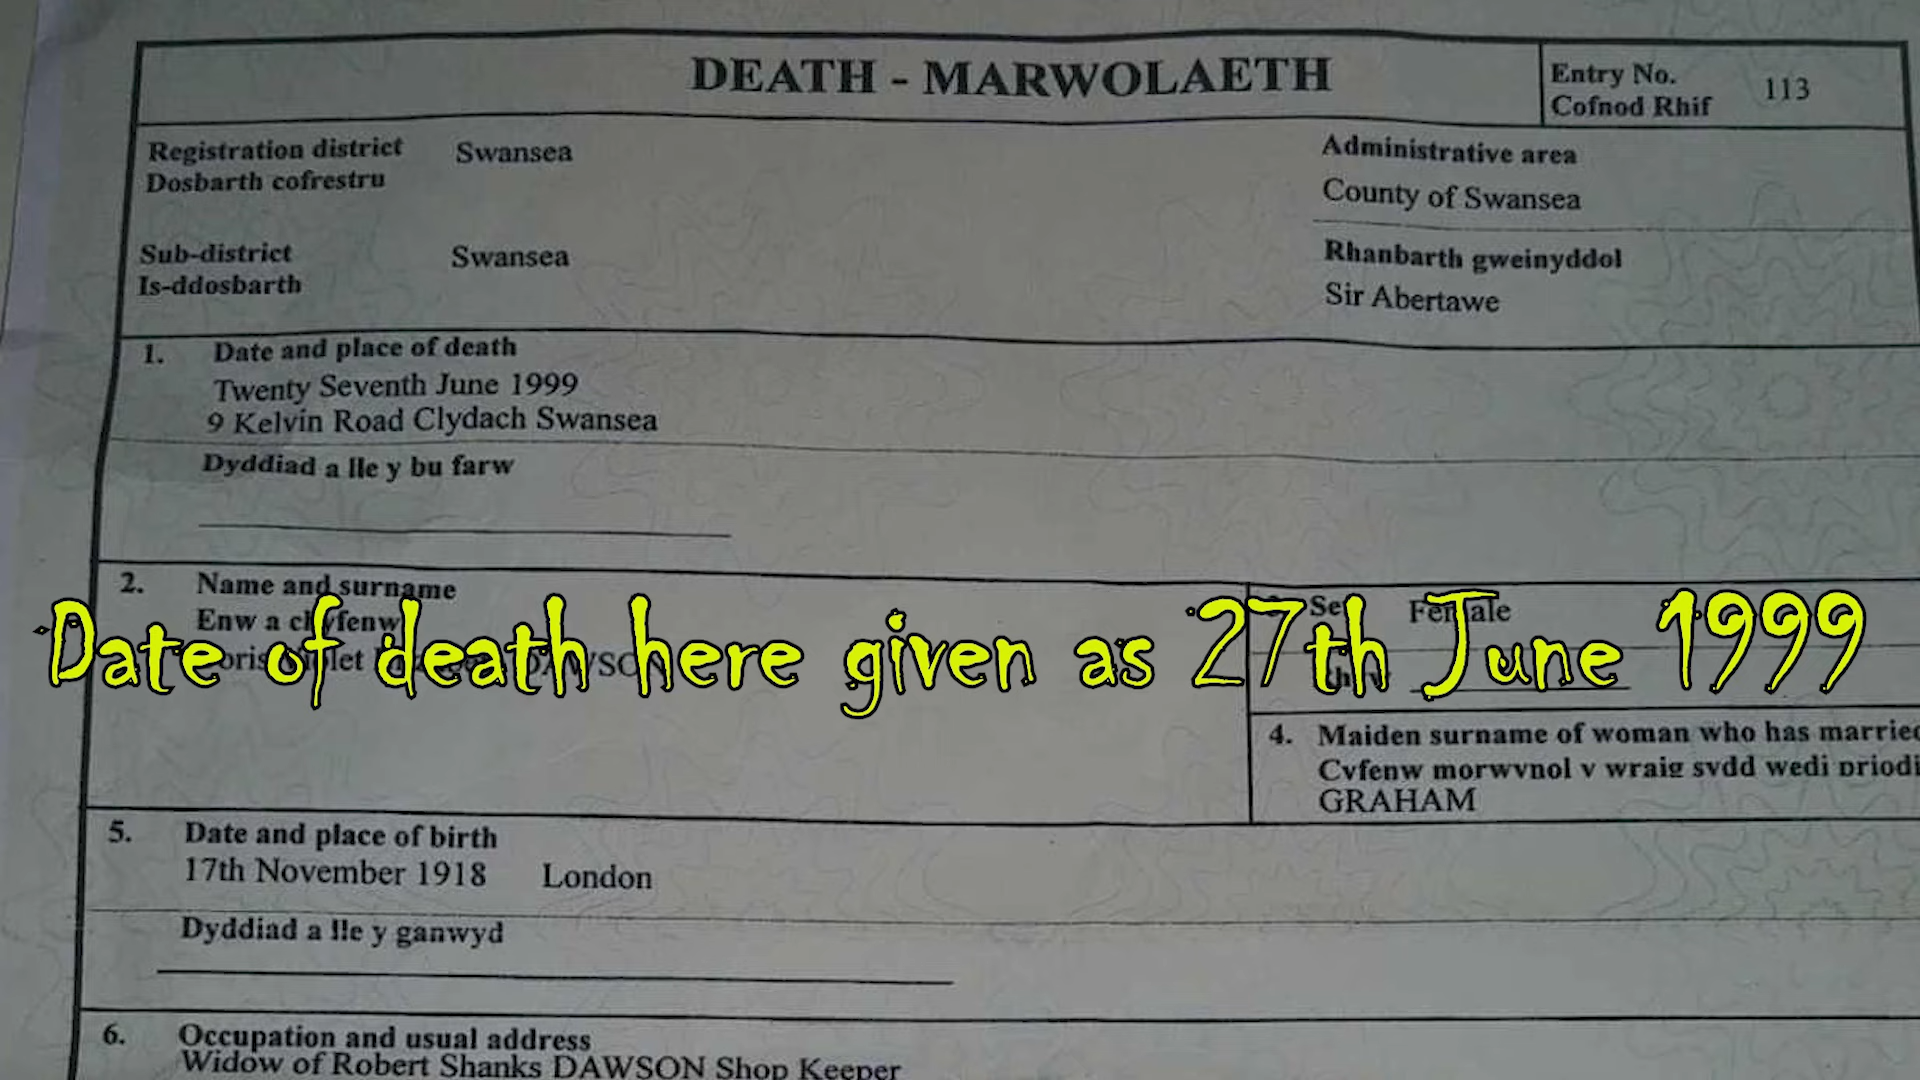 DEATH - MARWOLAETH
Entry No.
Cofnod Rhif
113
Registration district
Dosbarth cofrestru
Swansea
Administrative area
County of Swansea
Sub-district
Is-ddosbarth
Swansea
Rhanbarth gweinyddol
Sir Abertawe
1. Date and place of death
Twenty Seventh June 1999
9 Kelvin Road Clydach Swansea
Dyddiad a lle y bu farw
2. Name and surname
Enw a chyfenw
DAWSON
Female
Date of death here given as 27th June 1999
4. Maiden surname of woman who has married
Cyfenw morwynol y wraig sydd wedi priodi
GRAHAM
5. Date and place of birth
17th November 1918 London
Dyddiad a lle y ganwyd
6. Occupation and usual address
Widow of Robert Shanks DAWSON Shop Keeper